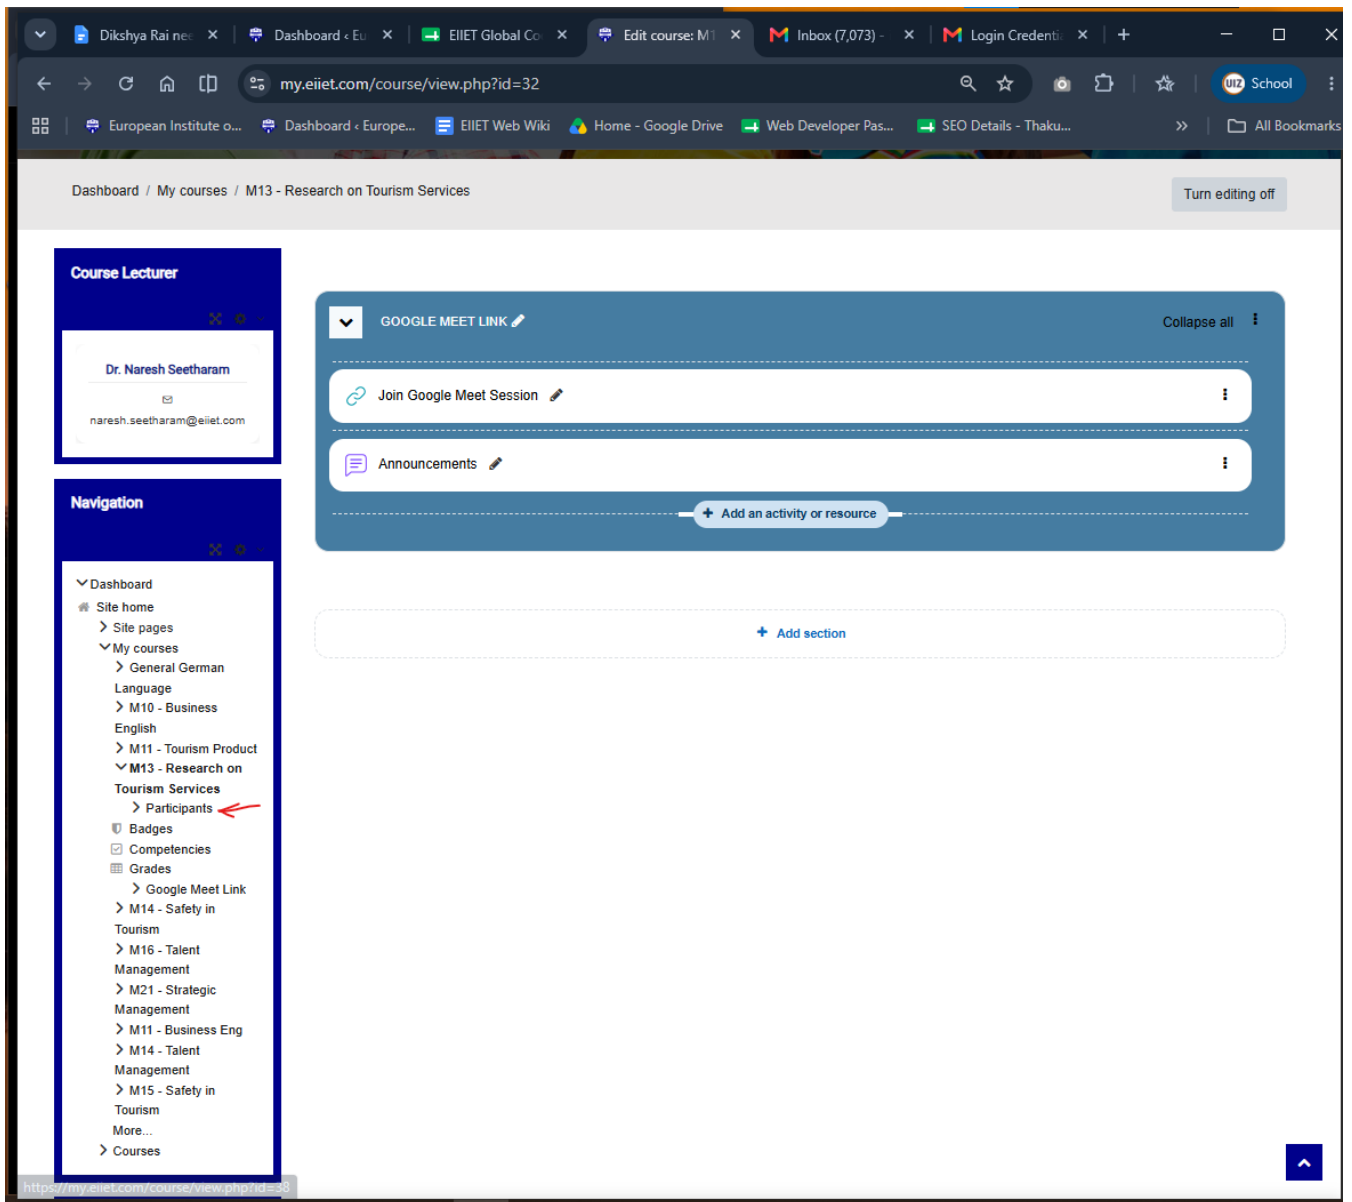 Dikshya Rai nee
Dashboard ‹ Eu
EIIET Global Co
Edit course: M1
Inbox (7,073) -
Login Credentia
my.eiiet.com/course/view.php?id=32
School
European Institute o...
Dashboard ‹ Europe...
EIIET Web Wiki
Home - Google Drive
Web Developer Pas...
SEO Details - Thaku...
All Bookmarks
Dashboard / My courses / M13 - Research on Tourism Services
Turn editing off
Course Lecturer
Dr. Naresh Seetharam
naresh.seetharam@eiiet.com
GOOGLE MEET LINK
Collapse all
Join Google Meet Session
Announcements
+ Add an activity or resource
+ Add section
Navigation
Dashboard
Site home
Site pages
My courses
General German
Language
M10 - Business
English
M11 - Tourism Product
M13 - Research on
Tourism Services
Participants
Badges
Competencies
Grades
Google Meet Link
M14 - Safety in
Tourism
M16 - Talent
Management
M21 - Strategic
Management
M11 - Business Eng
M14 - Talent
Management
M15 - Safety in
Tourism
More...
Courses
https://my.eiiet.com/course/view.php?id=38